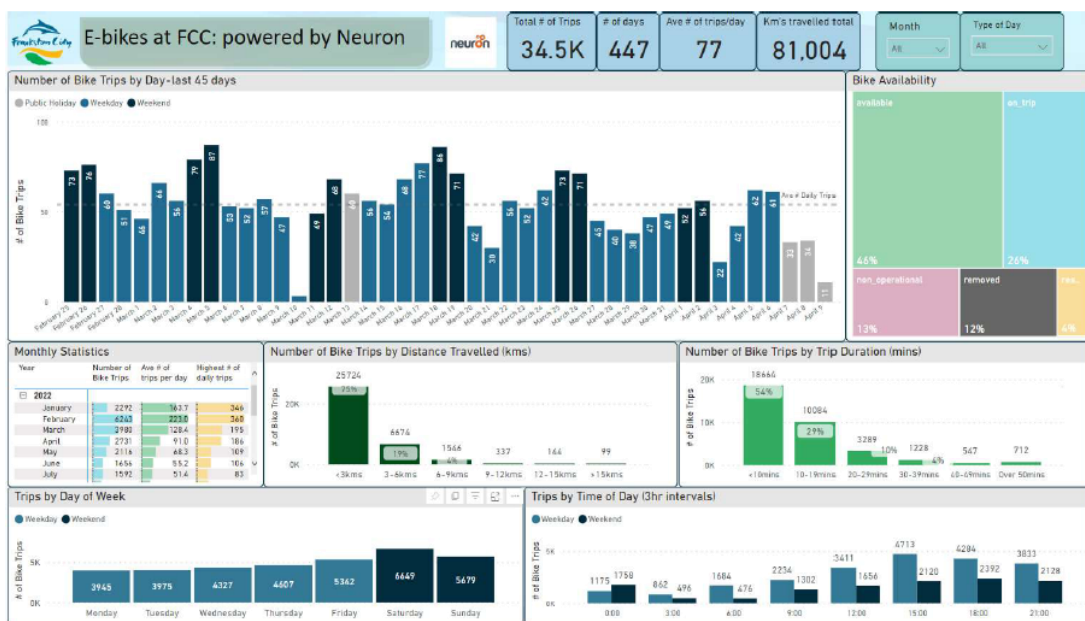 Frankston City
E-bikes at FCC: powered by Neuron
neuron
Total # of Trips
34.5K
# of days
447
Ave # of trips/day
77
Km's travelled total
81,004
Month
All
Type of Day
All
Number of Bike Trips by Day-last 45 days
Public Holiday Weekday Weekend
# of Bike Trips
100
50
0
73 76 60 51 46 66 56 79 87 53 52 57 47 49 68 60 56 54 68 77 86 71 42 30 56 52 62 73 71 45 40 38 47 49 52 56 22 42 62 61 33 34 11
Ave # Daily Trips
February 25 February 26 February 27 February 28 March 1 March 2 March 3 March 4 March 5 March 6 March 7 March 8 March 9 March 10 March 11 March 12 March 13 March 14 March 15 March 16 March 17 March 18 March 19 March 20 March 21 March 22 March 23 March 24 March 25 March 26 March 27 March 28 March 29 March 30 March 31 April 1 April 2 April 3 April 4 April 5 April 6 April 7 April 8 April 9
Bike Availability
available
46%
on_trip
26%
non_operational
13%
removed
12%
4%
Monthly Statistics
Year Number of Bike Trips Ave # of trips per day Highest # of daily trips
2022
January 2292 163.7 346
February 6243 223.0 360
March 3980 128.4 195
April 2731 91.0 186
May 2116 68.3 109
June 1656 55.2 106
July 1592 51.4 83
Number of Bike Trips by Distance Travelled (kms)
# of Bike Trips
20K
0K
25724 6674 1546 337 144 99
75% 19% 4%
<3kms 3-6kms 6-9kms 9-12kms 12-15kms >15kms
Number of Bike Trips by Trip Duration (mins)
# of Bike Trips
20K
10K
0K
18664 10084 3289 1228 547 712
54% 29% 10% 4%
<10mins 10-19mins 20-29mins 30-39mins 40-49mins Over 50mins
Trips by Day of Week
Weekday Weekend
# of Bike Trips
5K
0K
3945 3975 4327 4607 5362 6649 5679
Monday Tuesday Wednesday Thursday Friday Saturday Sunday
Trips by Time of Day (3hr intervals)
Weekday Weekend
# of Bike Trips
5K
0K
1175 1758 862 496 1684 476 2234 1302 3411 1656 4713 2120 4284 2392 3833 2128
0:00 3:00 6:00 9:00 12:00 15:00 18:00 21:00